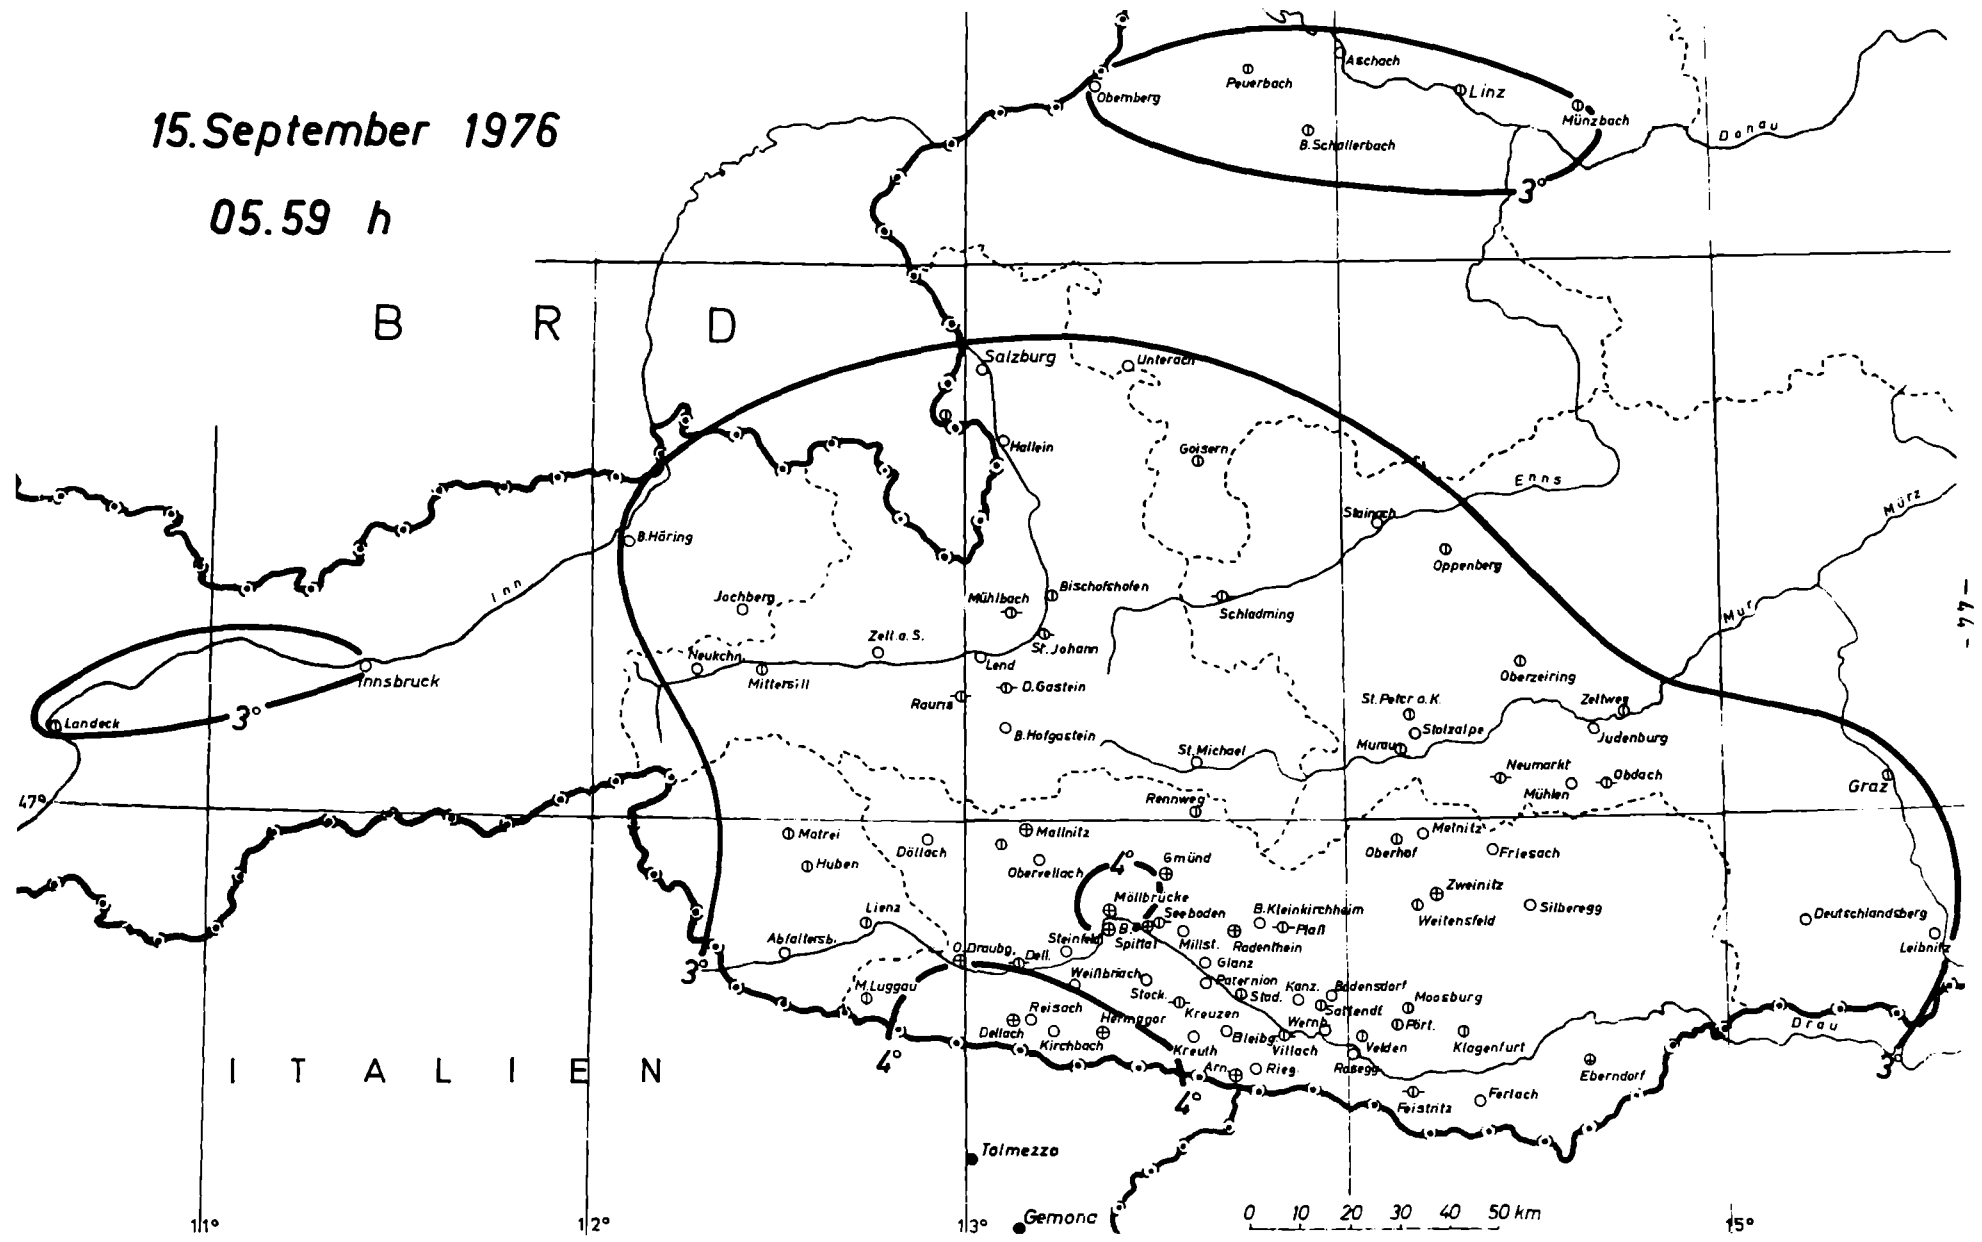 15. September 1976
05.59 h
Aschach
Peuerbach
Linz
Obernberg
Münzbach
B. Schallerbach
Donau
3°
B R D
Salzburg
Unterach
Hallein
Goisern
Enns
Mürz
Stainach
B. Häring
Oppenberg
Inn
Bischofshofen
Jochberg
Mühlbach
Schladming
Mur
- 44 -
Zell a. S.
St. Johann
Neukchn.
Lend
Mittersill
Oberzeiring
Innsbruck
D. Gastein
Rauris
St. Peter a. K.
Zeltweg
3°
Landeck
Stolzalpe
B. Hofgastein
Judenburg
St. Michael
Murau
Neumarkt
Obdach
Mühlen
Graz
47°
Rennweg
Matrei
Mallnitz
Metnitz
Döllach
Oberhof
Friesach
Huben
4°
Gmünd
Obervellach
Zweinitz
Möllbrücke
Lienz
Seeboden
B. Kleinkirchheim
Weitensfeld
Silberegg
Deutschlandsberg
Plaß
B.
Abfaltersb.
Steinfeld
Spittal
Millst.
Radenthein
Leibnitz
O. Draubg.
Dell.
3°
Glanz
Weißbriach
Paternion
M. Luggau
Stock.
Stad.
Kanz.
Bodensdorf
Reisach
Kreuzen
Sattendf
Moosburg
Dellach
Hermagor
Wernb.
Pört.
Drau
Kirchbach
Kreuth
Bleibg.
Villach
Velden
Klagenfurt
4°
Arn.
Rieg.
Rosegg
3°
I T A L I E N
Eberndorf
4°
Feistritz
Ferlach
Tolmezzo
Gemona
0 10 20 30 40 50 km
11°
12°
13°
15°